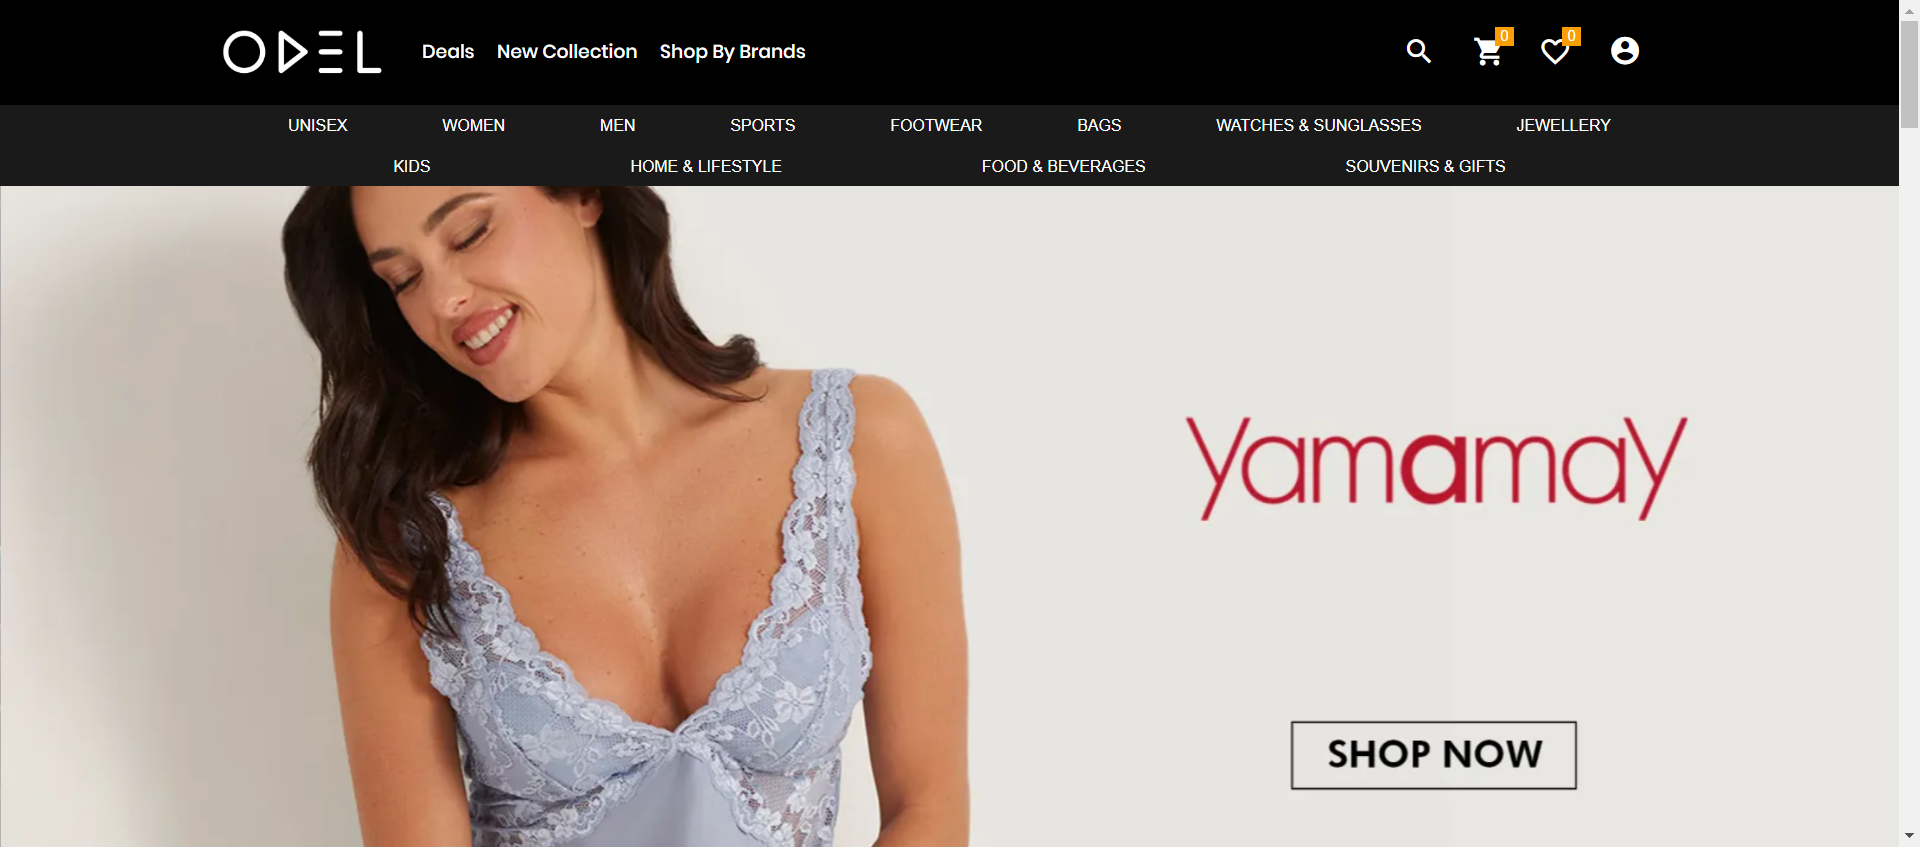 ODEL Deals New Collection Shop By Brands 0 0
UNISEX WOMEN MEN SPORTS FOOTWEAR BAGS WATCHES & SUNGLASSES JEWELLERY
KIDS HOME & LIFESTYLE FOOD & BEVERAGES SOUVENIRS & GIFTS
yamamay
SHOP NOW